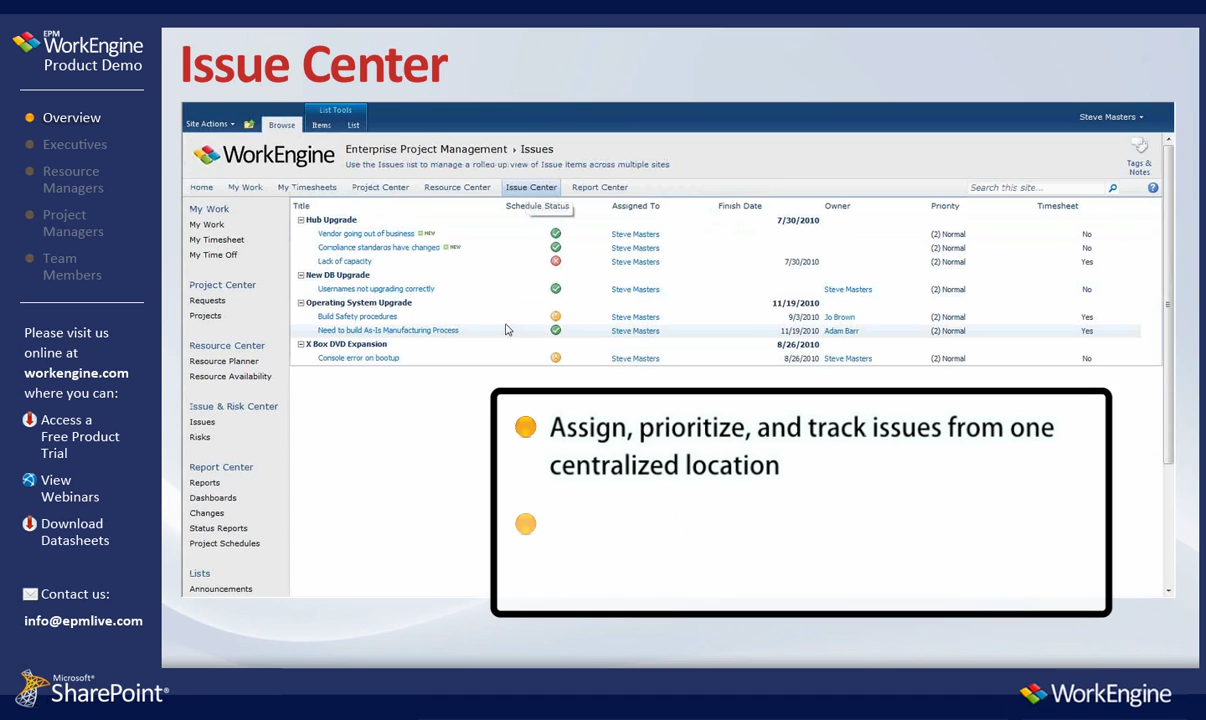 EPM
WorkEngine
Product Demo
Overview
Executives
Resource
Managers
Project
Managers
Team
Members
Please visit us
online at
workengine.com
where you can:
Access a
Free Product
Trial
View
Webinars
Download
Datasheets
Contact us:
info@epmlive.com
Microsoft®
SharePoint®
Issue Center
List Tools
Site Actions Browse Items List Steve Masters
WorkEngine
Enterprise Project Management › Issues
Use the Issues list to manage a rolled-up view of Issue items across multiple sites
Tags &
Notes
Home My Work My Timesheets Project Center Resource Center Issue Center Report Center Search this site...
My Work
My Work
My Timesheet
My Time Off
Project Center
Requests
Projects
Resource Center
Resource Planner
Resource Availability
Issue & Risk Center
Issues
Risks
Report Center
Reports
Dashboards
Changes
Status Reports
Project Schedules
Lists
Announcements
Title Schedule Status Assigned To Finish Date Owner Priority Timesheet
Hub Upgrade 7/30/2010
Vendor going out of business NEW Steve Masters (2) Normal No
Compliance standards have changes NEW Steve Masters (2) Normal No
Lack of capacity Steve Masters 7/30/2010 (2) Normal Yes
New DB Upgrade
Usernames not upgrading correctly Steve Masters Steve Masters (2) Normal No
Operating System Upgrade 11/19/2010
Build Safety procedures Steve Masters 9/3/2010 Jo Brown (2) Normal Yes
Need to build As-Is Manufacturing Process Steve Masters 11/19/2010 Adam Barr (2) Normal Yes
X Box DVD Expansion 8/26/2010
Console error on bootup Steve Masters 8/26/2010 Steve Masters (2) Normal No
Assign, prioritize, and track issues from one
centralized location
WorkEngine